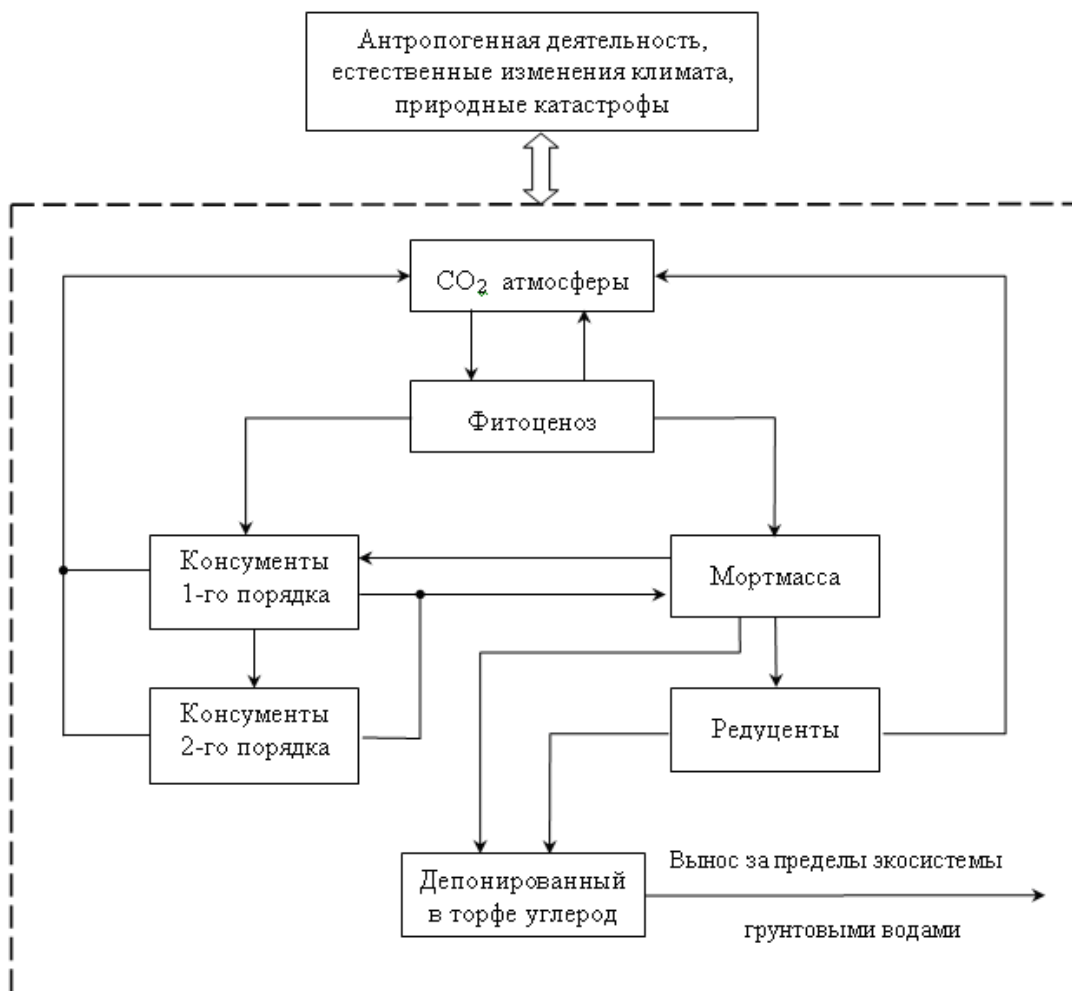 Антропогенная деятельность,
естественные изменения климата,
природные катастрофы
CO₂ атмосферы
Фитоценоз
Консументы
1-го порядка
Мортмасса
Консументы
2-го порядка
Редуценты
Депонированный
в торфе углерод
Вынос за пределы экосистемы
грунтовыми водами